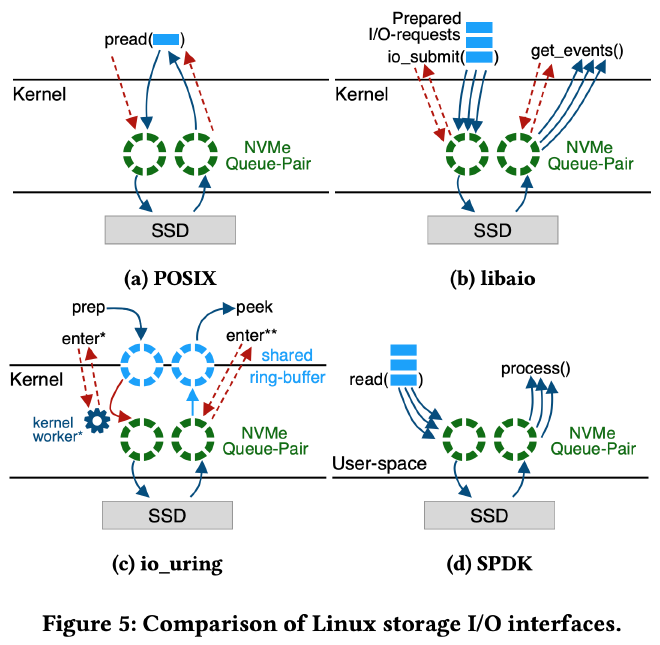 pread( )
Kernel
NVMe
Queue-Pair
SSD
(a) POSIX
Prepared
I/O-requests
io_submit( )
get_events()
Kernel
NVMe
Queue-Pair
SSD
(b) libaio
prep
peek
enter*
enter**
shared
ring-buffer
Kernel
kernel
worker*
NVMe
Queue-Pair
SSD
(c) io_uring
read( )
process()
NVMe
Queue-Pair
User-space
SSD
(d) SPDK
Figure 5: Comparison of Linux storage I/O interfaces.